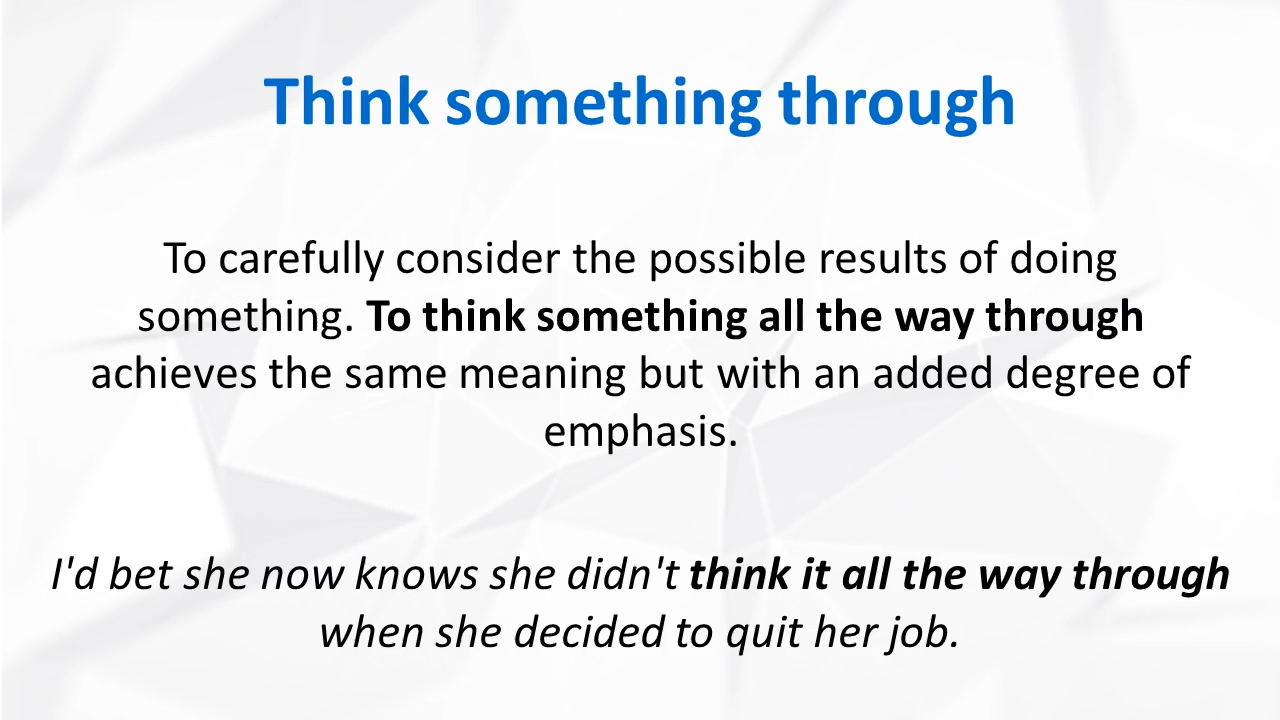 Think something through
To carefully consider the possible results of doing
something. To think something all the way through
achieves the same meaning but with an added degree of
emphasis.
I'd bet she now knows she didn't think it all the way through
when she decided to quit her job.